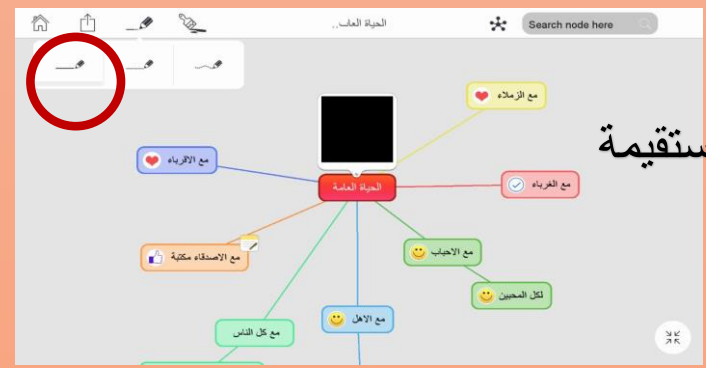 الحياة العاب..
Search node here
مع الزملاء
ستقيمة
مع الاقرباء
الحياة العامة
مع الغرباء
مع الاحباب
مع الاصدقاء مكتبة
لكل المحبين
مع الاهل
مع كل الناس